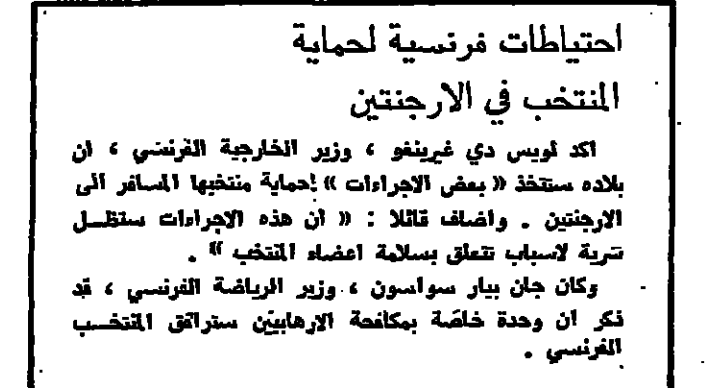 احتياطات فرنسية لحماية
المنتخب في الارجنتين
اكد لويس دي غيرينغو ، وزير الخارجية الفرنسي ، ان
بلاده ستتخذ « بعض الاجراءات » لحماية منتخبها المسافر الى
الارجنتين . واضاف قائلا : « ان هذه الاجراءات ستظـــل
سرية لاسباب تتعلق بسلامة اعضاء المنتخب » .
وكان جان بيار سواسون ، وزير الرياضة الفرنسي ، قد
ذكر ان وحدة خاصة بمكافحة الارهابيين سترافق المنتخــب
الفرنسي .